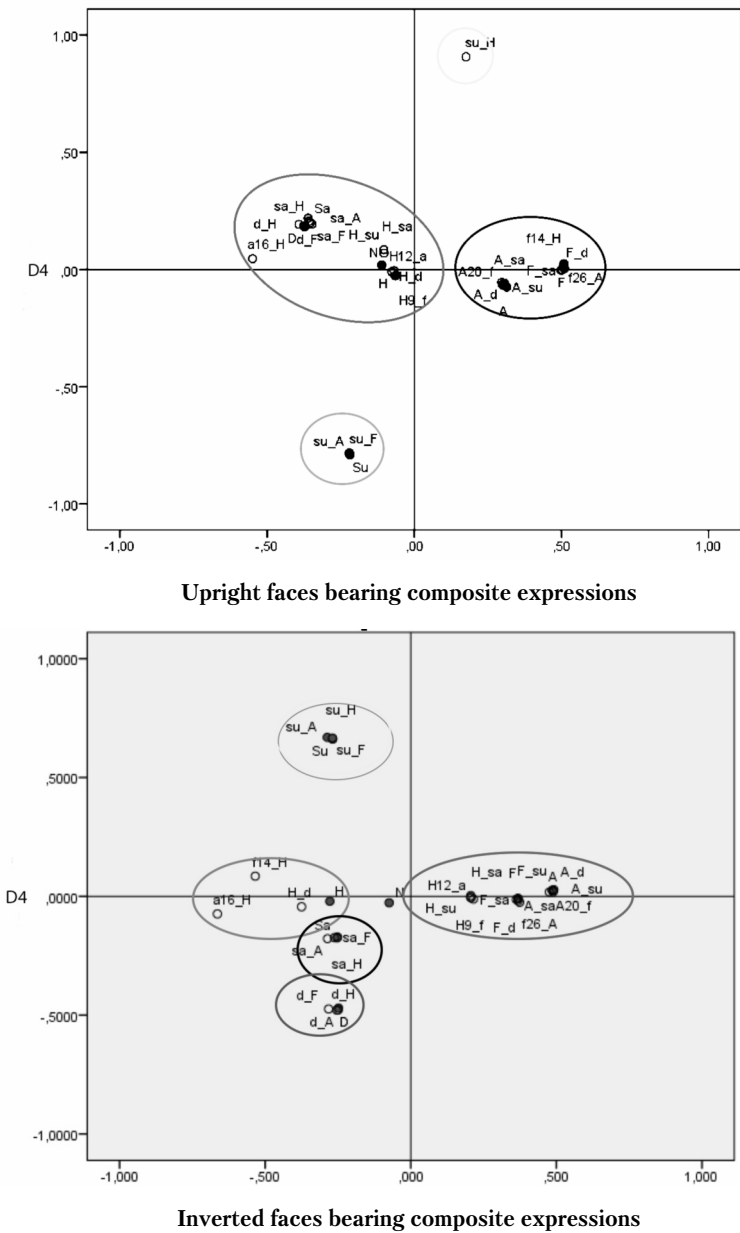 1,00
su_iH
,50
sa_H Sa
sa_A H_sa
d_H Dd_F sa_F H_su f14_H F_d
a16_H N H12_a A_sa
D4 ,00 H H_d A20_f F_sa F f26_A
A_d A_su
H9_f A
-,50
su_A su_F
Su
-1,00
-1,00 -,50 ,00 ,50 1,00
Upright faces bearing composite expressions
1,0000
su_H
su_A
Su su_F
,5000
f14_H H_sa F F_su A A_d
H_d H N H12_a A_su
D4 ,0000 a16_H H_su F_sa A_sa A20_f
Sa sa_F H9_f F_d f26_A
sa_A
sa_H
d_F d_H
-,5000
d_A D
-1,0000
-1,000 -,500 ,000 ,500 1,000
Inverted faces bearing composite expressions